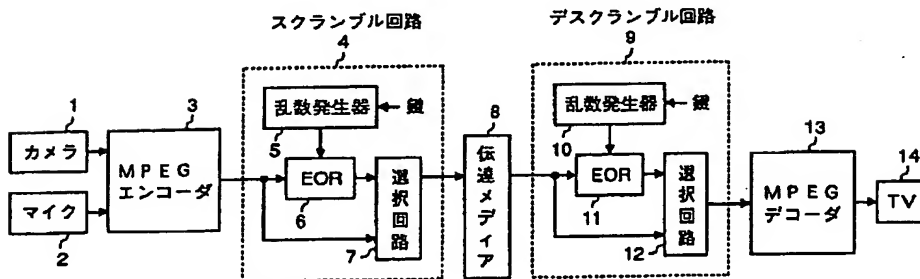 スクランブル回路
4
デスクランブル回路
9
1
カメラ
マイク
2
3
MPEG
エンコーダ
乱数発生器
鍵
5
EOR
6
選択回路
7
8
伝達メディア
乱数発生器
鍵
10
EOR
11
選択回路
12
13
MPEG
デコーダ
14
TV